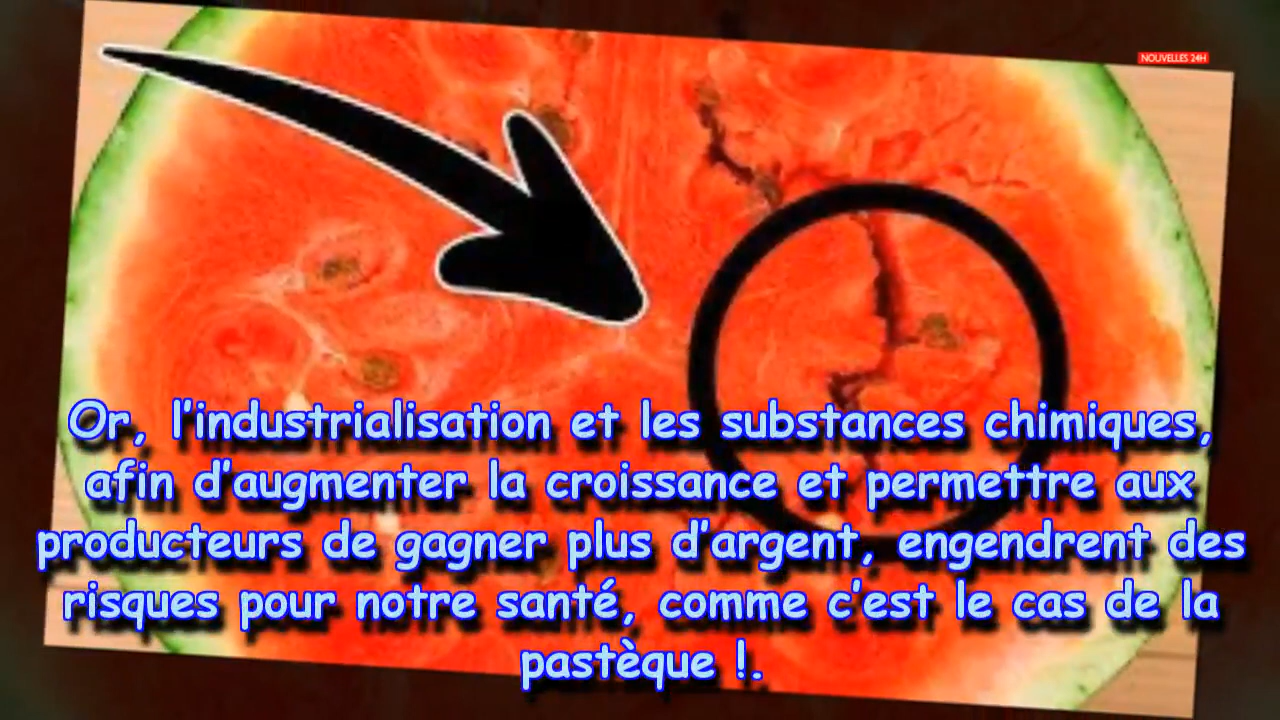 NOUVELLES 24H
Or, l'industrialisation et les substances chimiques,
afin d'augmenter la croissance et permettre aux
producteurs de gagner plus d'argent, engendrent des
risques pour notre santé, comme c'est le cas de la
pastèque !.